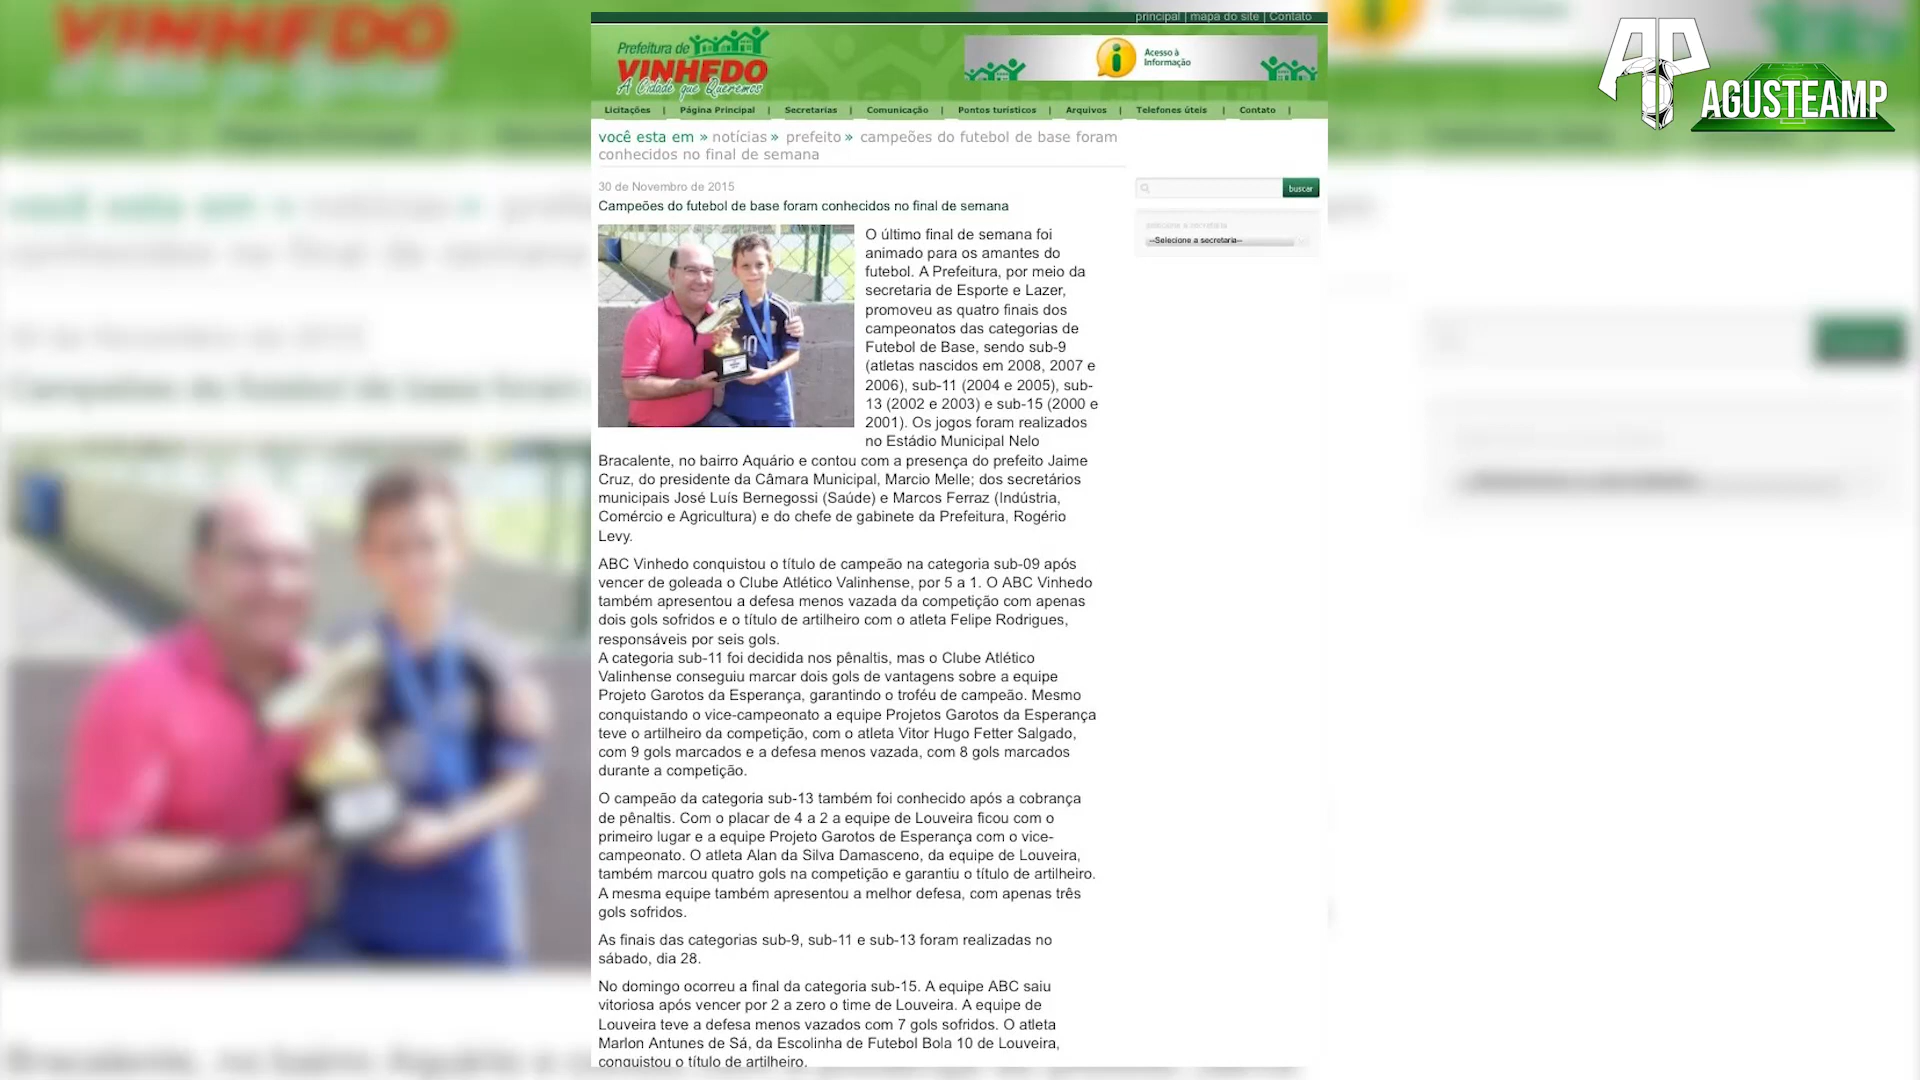 principal | mapa do site | Contato
Prefeitura de
VINHEDO
A Cidade que Queremos
Acesso à
Informação
Licitações | Página Principal | Secretarias | Comunicação | Pontos turísticos | Arquivos | Telefones úteis | Contato |
você esta em » notícias » prefeito » campeões do futebol de base foram
conhecidos no final de semana
30 de Novembro de 2015
Campeões do futebol de base foram conhecidos no final de semana
buscar
selecione a secretaria
--Selecione a secretaria--
O último final de semana foi
animado para os amantes do
futebol. A Prefeitura, por meio da
secretaria de Esporte e Lazer,
promoveu as quatro finais dos
campeonatos das categorias de
Futebol de Base, sendo sub-9
(atletas nascidos em 2008, 2007 e
2006), sub-11 (2004 e 2005), sub-
13 (2002 e 2003) e sub-15 (2000 e
2001). Os jogos foram realizados
no Estádio Municipal Nelo
Bracalente, no bairro Aquário e contou com a presença do prefeito Jaime
Cruz, do presidente da Câmara Municipal, Marcio Melle; dos secretários
municipais José Luís Bernegossi (Saúde) e Marcos Ferraz (Indústria,
Comércio e Agricultura) e do chefe de gabinete da Prefeitura, Rogério
Levy.
ABC Vinhedo conquistou o título de campeão na categoria sub-09 após
vencer de goleada o Clube Atlético Valinhense, por 5 a 1. O ABC Vinhedo
também apresentou a defesa menos vazada da competição com apenas
dois gols sofridos e o título de artilheiro com o atleta Felipe Rodrigues,
responsáveis por seis gols.
A categoria sub-11 foi decidida nos pênaltis, mas o Clube Atlético
Valinhense conseguiu marcar dois gols de vantagens sobre a equipe
Projeto Garotos da Esperança, garantindo o troféu de campeão. Mesmo
conquistando o vice-campeonato a equipe Projetos Garotos da Esperança
teve o artilheiro da competição, com o atleta Vitor Hugo Fetter Salgado,
com 9 gols marcados e a defesa menos vazada, com 8 gols marcados
durante a competição.
O campeão da categoria sub-13 também foi conhecido após a cobrança
de pênaltis. Com o placar de 4 a 2 a equipe de Louveira ficou com o
primeiro lugar e a equipe Projeto Garotos de Esperança com o vice-
campeonato. O atleta Alan da Silva Damasceno, da equipe de Louveira,
também marcou quatro gols na competição e garantiu o título de artilheiro.
A mesma equipe também apresentou a melhor defesa, com apenas três
gols sofridos.
As finais das categorias sub-9, sub-11 e sub-13 foram realizadas no
sábado, dia 28.
No domingo ocorreu a final da categoria sub-15. A equipe ABC saiu
vitoriosa após vencer por 2 a zero o time de Louveira. A equipe de
Louveira teve a defesa menos vazados com 7 gols sofridos. O atleta
Marlon Antunes de Sá, da Escolinha de Futebol Bola 10 de Louveira,
conquistou o título de artilheiro.
10
AP
AGUSTEAMP
VINHEDO